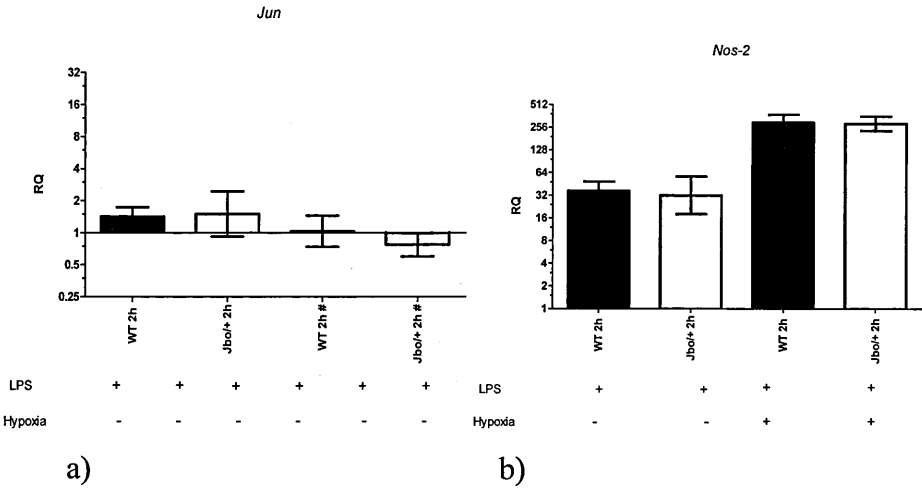 Jun
32
16
8
4
2
1
0.5
0.25
RQ
WT 2h
Jbo/+ 2h
WT 2h #
Jbo/+ 2h #
LPS + + + + + +
Hypoxia - - - - - -
a)
Nos-2
512
256
128
64
32
16
8
4
2
1
RQ
WT 2h
Jbo/+ 2h
WT 2h
Jbo/+ 2h
LPS + + + +
Hypoxia - - + +
b)